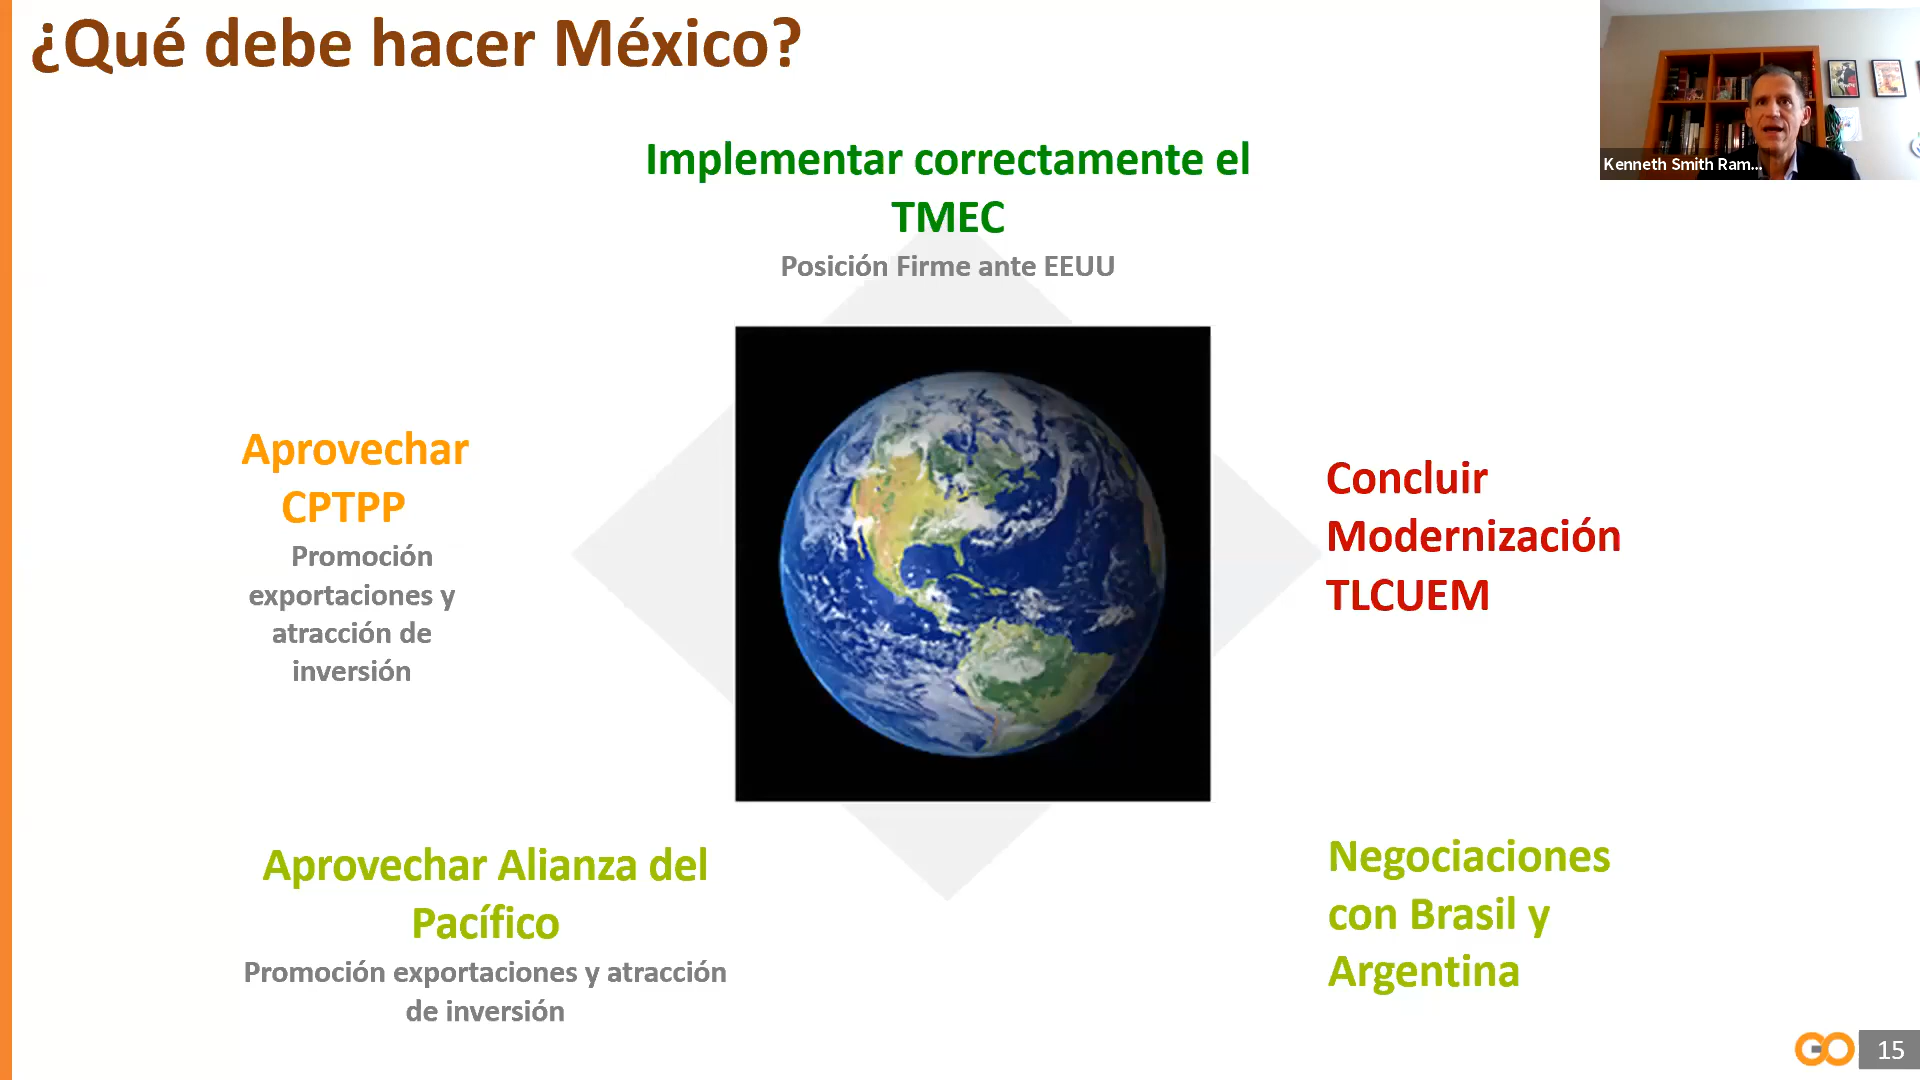 ¿Qué debe hacer México?
Kenneth Smith Ram...
Implementar correctamente el
TMEC
Posición Firme ante EEUU
Aprovechar
CPTPP
Promoción
exportaciones y
atracción de
inversión
Concluir
Modernización
TLCUEM
Aprovechar Alianza del
Pacífico
Promoción exportaciones y atracción
de inversión
Negociaciones
con Brasil y
Argentina
GO
15